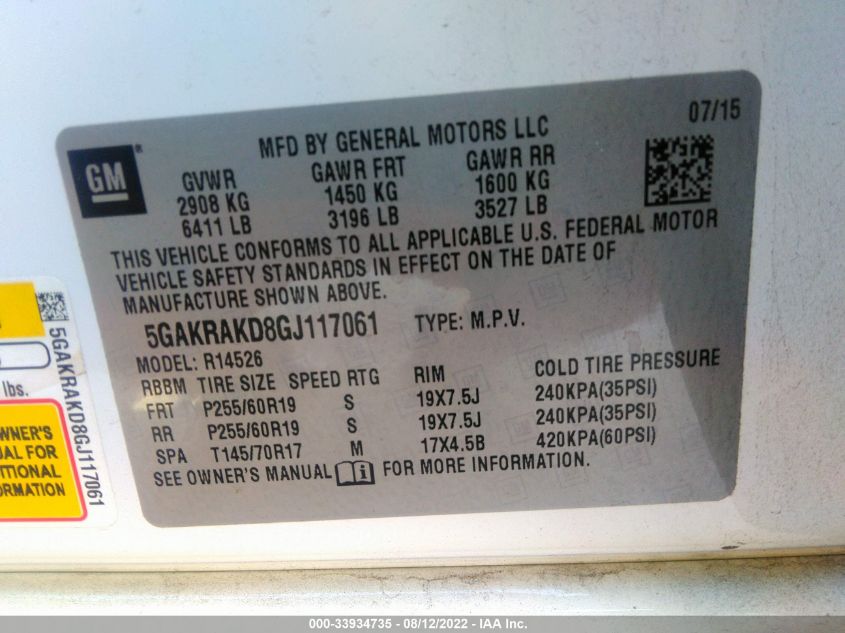 07/15
MFD BY GENERAL MOTORS LLC
GM
GVWR GAWR FRT GAWR RR
2908 KG 1450 KG 1600 KG
6411 LB 3196 LB 3527 LB
THIS VEHICLE CONFORMS TO ALL APPLICABLE U.S. FEDERAL MOTOR
VEHICLE SAFETY STANDARDS IN EFFECT ON THE DATE OF
MANUFACTURE SHOWN ABOVE.
5GAKRAKD8GJ117061 TYPE: M.P.V.
MODEL: R14526
RBBM TIRE SIZE SPEED RTG RIM COLD TIRE PRESSURE
FRT P255/60R19 S 19X7.5J 240KPA(35PSI)
RR P255/60R19 S 19X7.5J 240KPA(35PSI)
SPA T145/70R17 M 17X4.5B 420KPA(60PSI)
SEE OWNER'S MANUAL FOR MORE INFORMATION.
5GAKRAKD8GJ117061
lbs.
OWNER'S
FOR
000-33934735 - 08/12/2022 - IAA Inc.